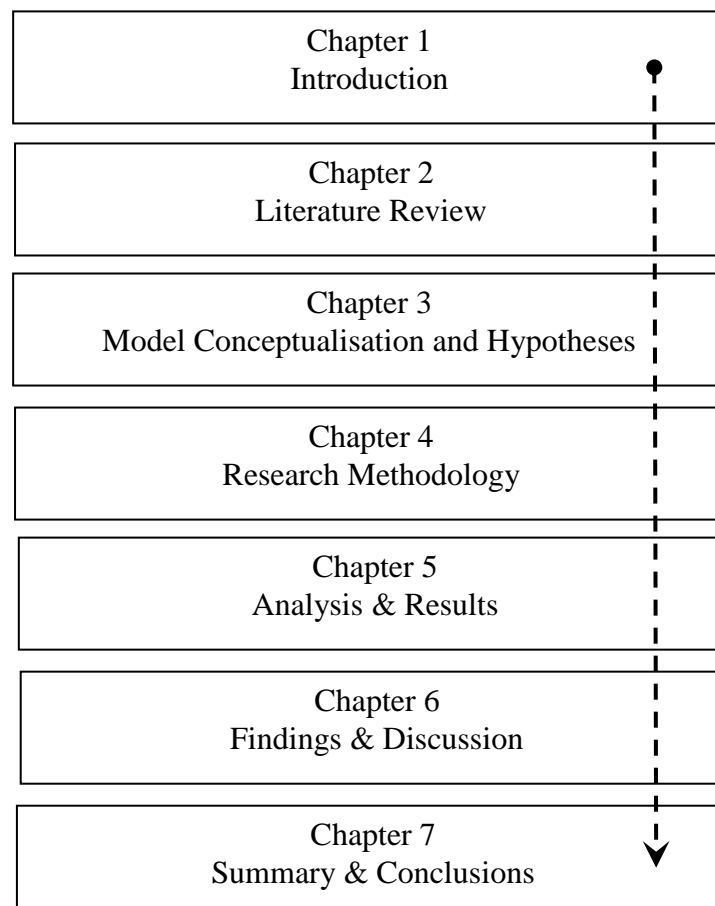 Chapter 1
Introduction
Chapter 2
Literature Review
Chapter 3
Model Conceptualisation and Hypotheses
Chapter 4
Research Methodology
Chapter 5
Analysis & Results
Chapter 6
Findings & Discussion
Chapter 7
Summary & Conclusions